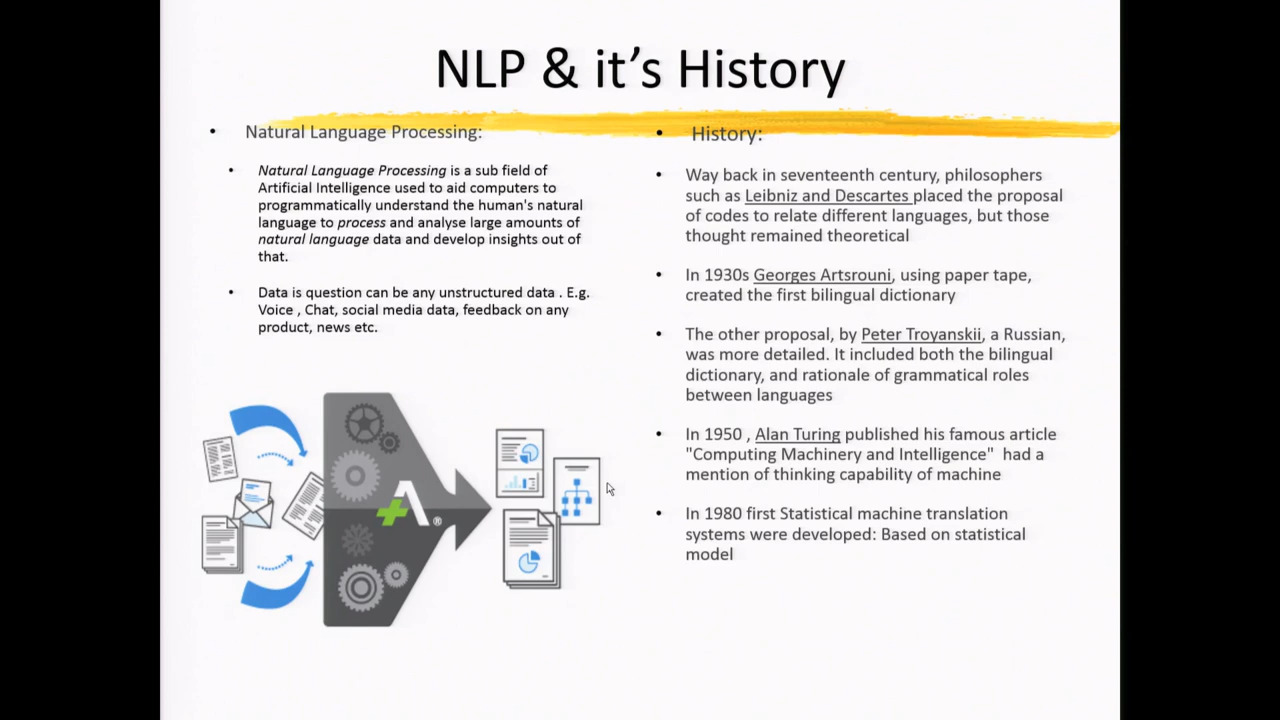 NLP & it's History
• Natural Language Processing:
• Natural Language Processing is a sub field of
Artificial Intelligence used to aid computers to
programmatically understand the human's natural
language to process and analyse large amounts of
natural language data and develop insights out of
that.
• Data is question can be any unstructured data . E.g.
Voice , Chat, social media data, feedback on any
product, news etc.
A
®
• History:
• Way back in seventeenth century, philosophers
such as Leibniz and Descartes placed the proposal
of codes to relate different languages, but those
thought remained theoretical
• In 1930s Georges Artsrouni, using paper tape,
created the first bilingual dictionary
• The other proposal, by Peter Troyanskii, a Russian,
was more detailed. It included both the bilingual
dictionary, and rationale of grammatical roles
between languages
• In 1950 , Alan Turing published his famous article
"Computing Machinery and Intelligence" had a
mention of thinking capability of machine
• In 1980 first Statistical machine translation
systems were developed: Based on statistical
model